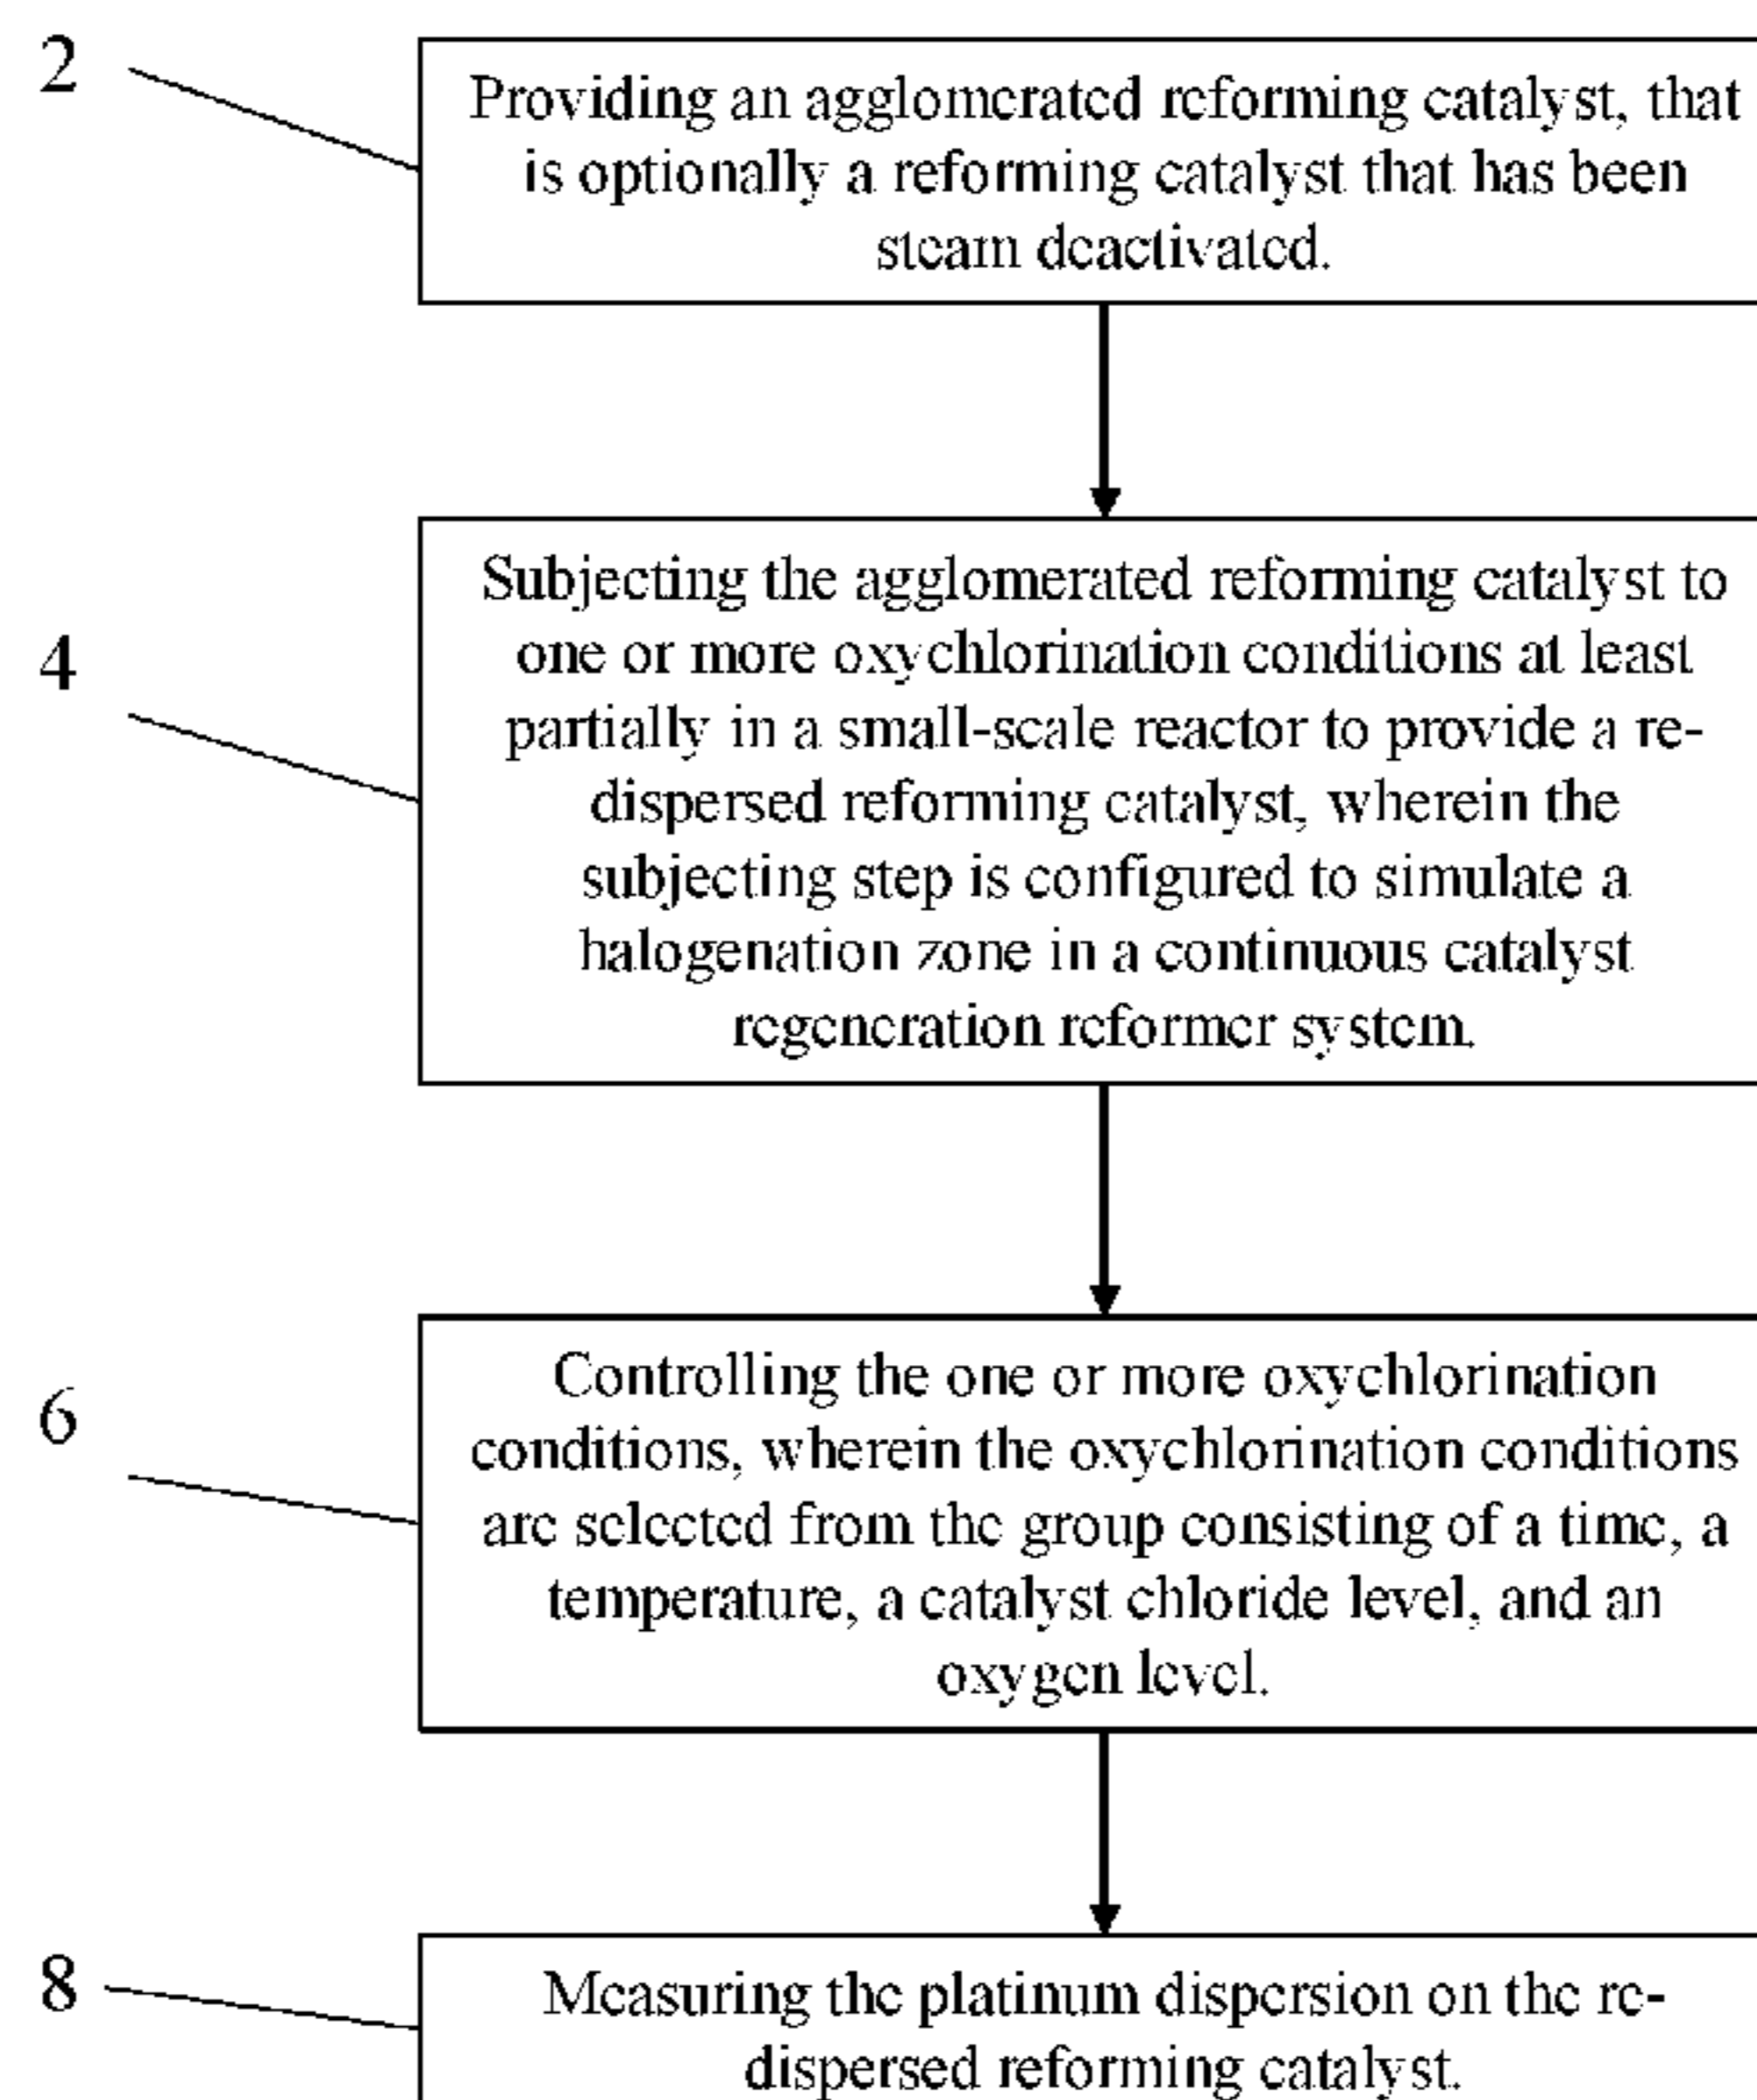 2
Providing an agglomerated reforming catalyst, that
is optionally a reforming catalyst that has been
steam deactivated.
4
Subjecting the agglomerated reforming catalyst to
one or more oxychlorination conditions at least
partially in a small-scale reactor to provide a re-
dispersed reforming catalyst, wherein the
subjecting step is configured to simulate a
halogenation zone in a continuous catalyst
regeneration reformer system.
6
Controlling the one or more oxychlorination
conditions, wherein the oxychlorination conditions
are selected from the group consisting of a time, a
temperature, a catalyst chloride level, and an
oxygen level.
8
Measuring the platinum dispersion on the re-
dispersed reforming catalyst.